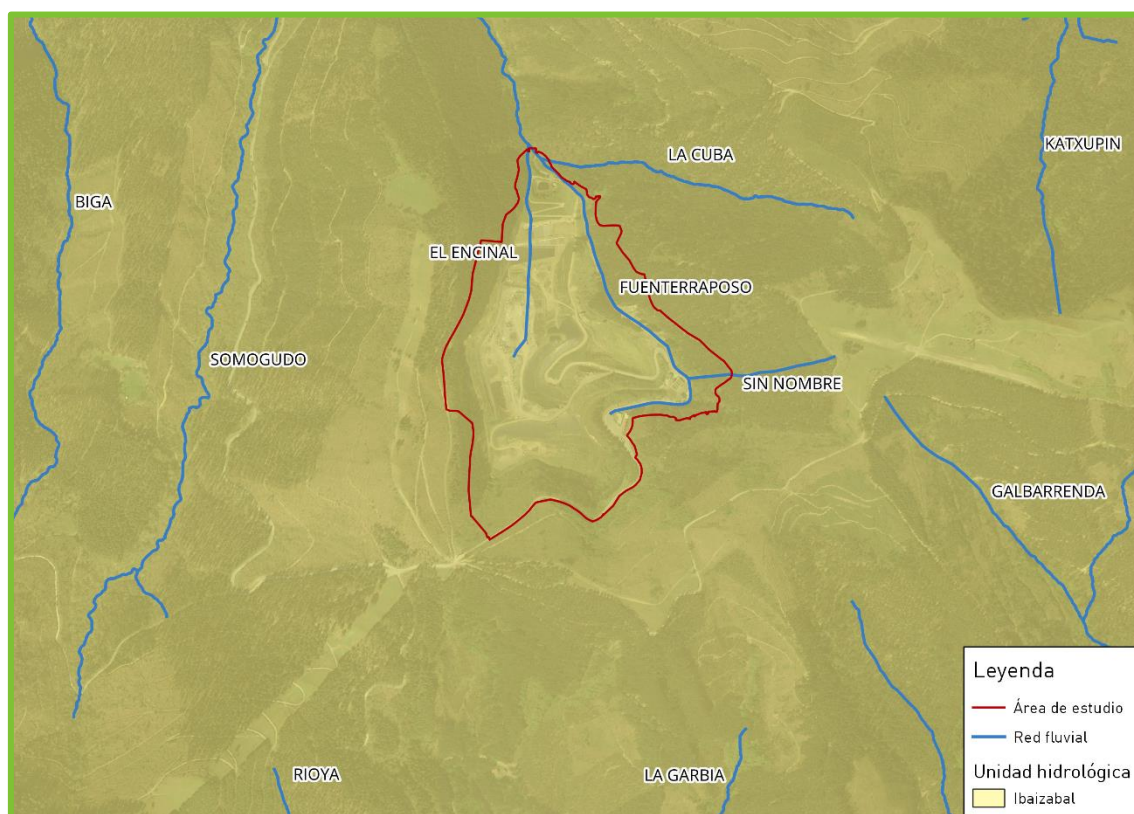 KATXUPIN
LA CUBA
BIGA
EL ENCINAL
FUENTERRAPOSO
SOMOGUDO
SIN NOMBRE
GALBARRENDA
RIOYA
LA GARBIA
Leyenda
Área de estudio
Red fluvial
Unidad hidrológica
Ibaizabal